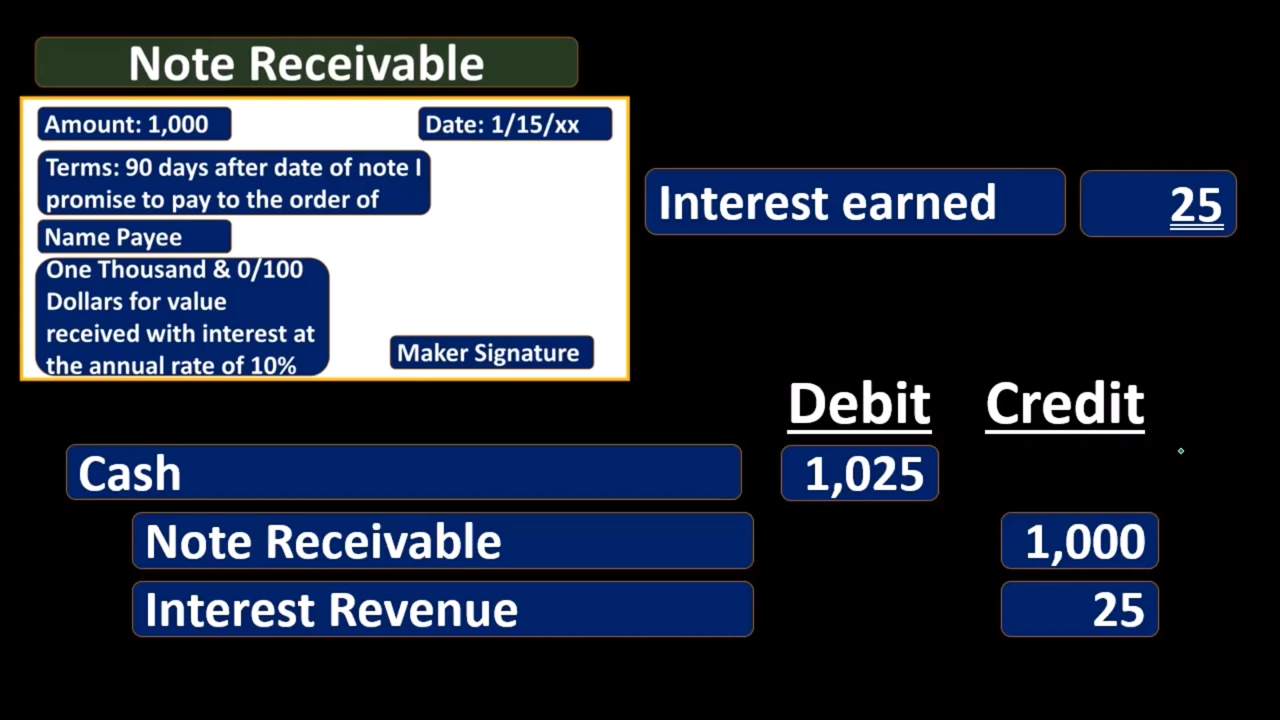 Note Receivable
Amount: 1,000
Date: 1/15/xx
Terms: 90 days after date of note I
promise to pay to the order of
Name Payee
One Thousand & 0/100
Dollars for value
received with interest at
the annual rate of 10%
Maker Signature
Interest earned 25
Debit Credit
Cash 1,025
Note Receivable 1,000
Interest Revenue 25